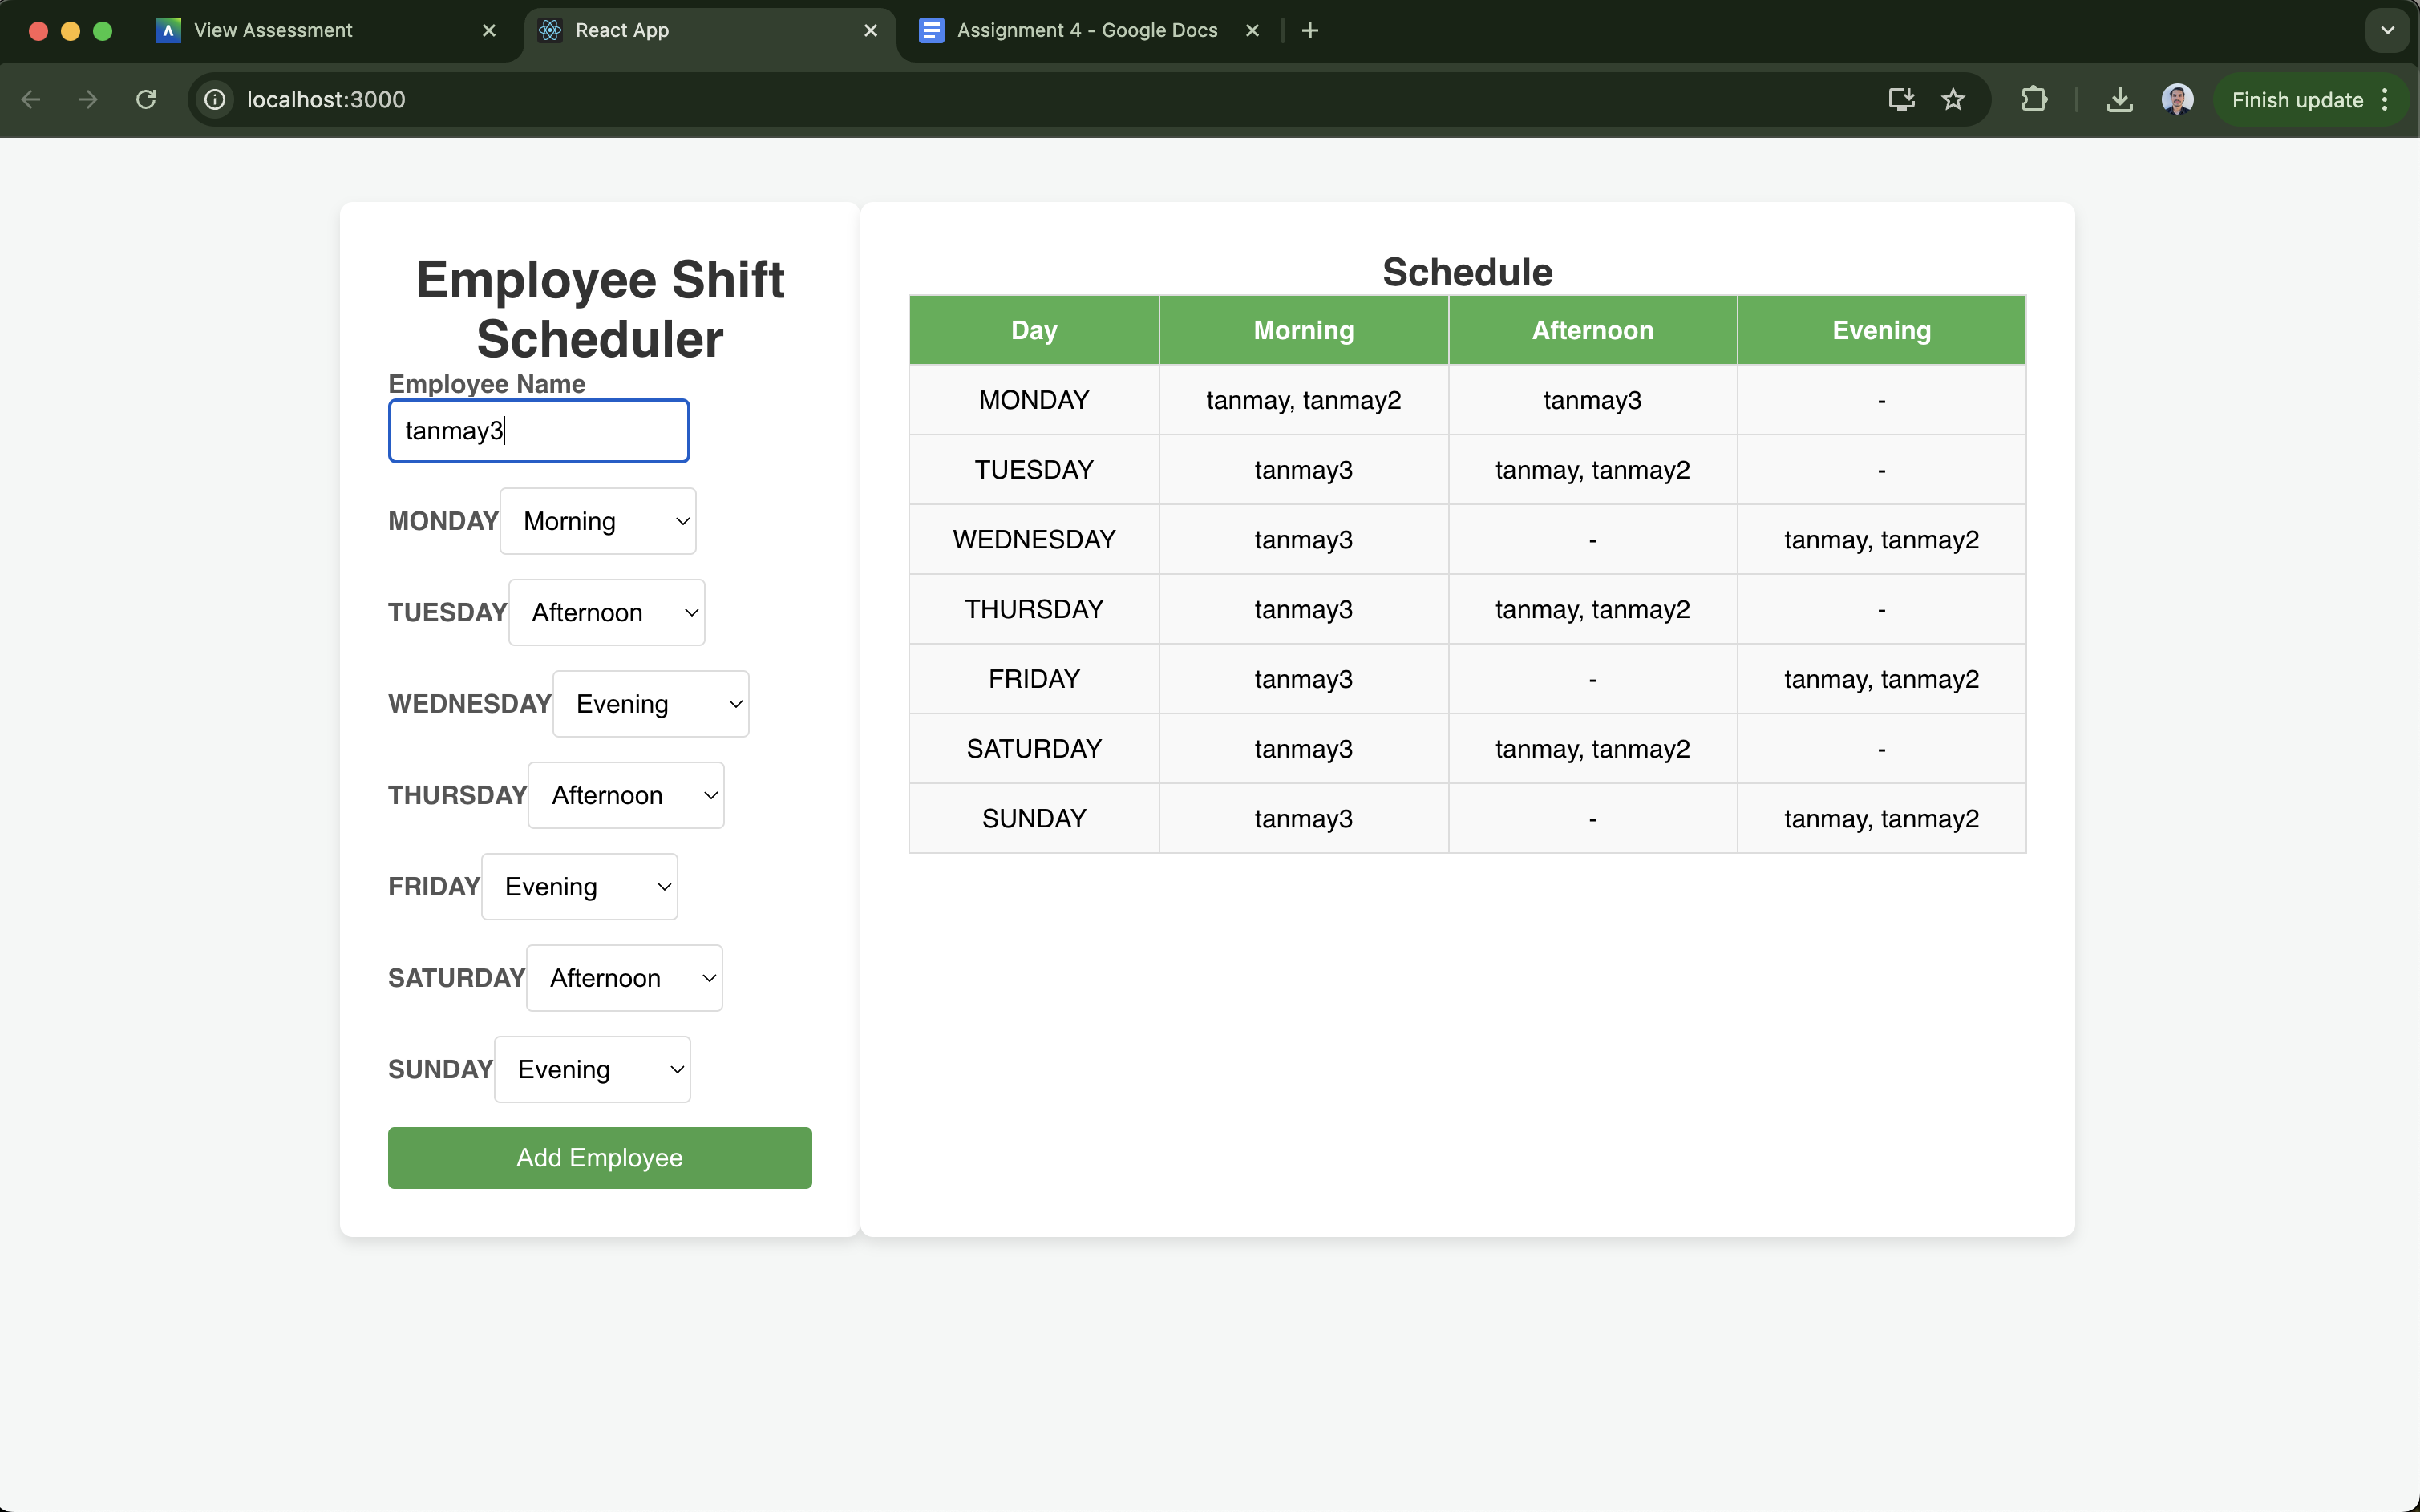 View Assessment
React App
Assignment 4 - Google Docs
localhost:3000
Finish update
Employee Shift
Scheduler
Employee Name
tanmay3
MONDAY Morning
TUESDAY Afternoon
WEDNESDAY Evening
THURSDAY Afternoon
FRIDAY Evening
SATURDAY Afternoon
SUNDAY Evening
Add Employee
Schedule
Day Morning Afternoon Evening
MONDAY tanmay, tanmay2 tanmay3 -
TUESDAY tanmay3 tanmay, tanmay2 -
WEDNESDAY tanmay3 - tanmay, tanmay2
THURSDAY tanmay3 tanmay, tanmay2 -
FRIDAY tanmay3 - tanmay, tanmay2
SATURDAY tanmay3 tanmay, tanmay2 -
SUNDAY tanmay3 - tanmay, tanmay2